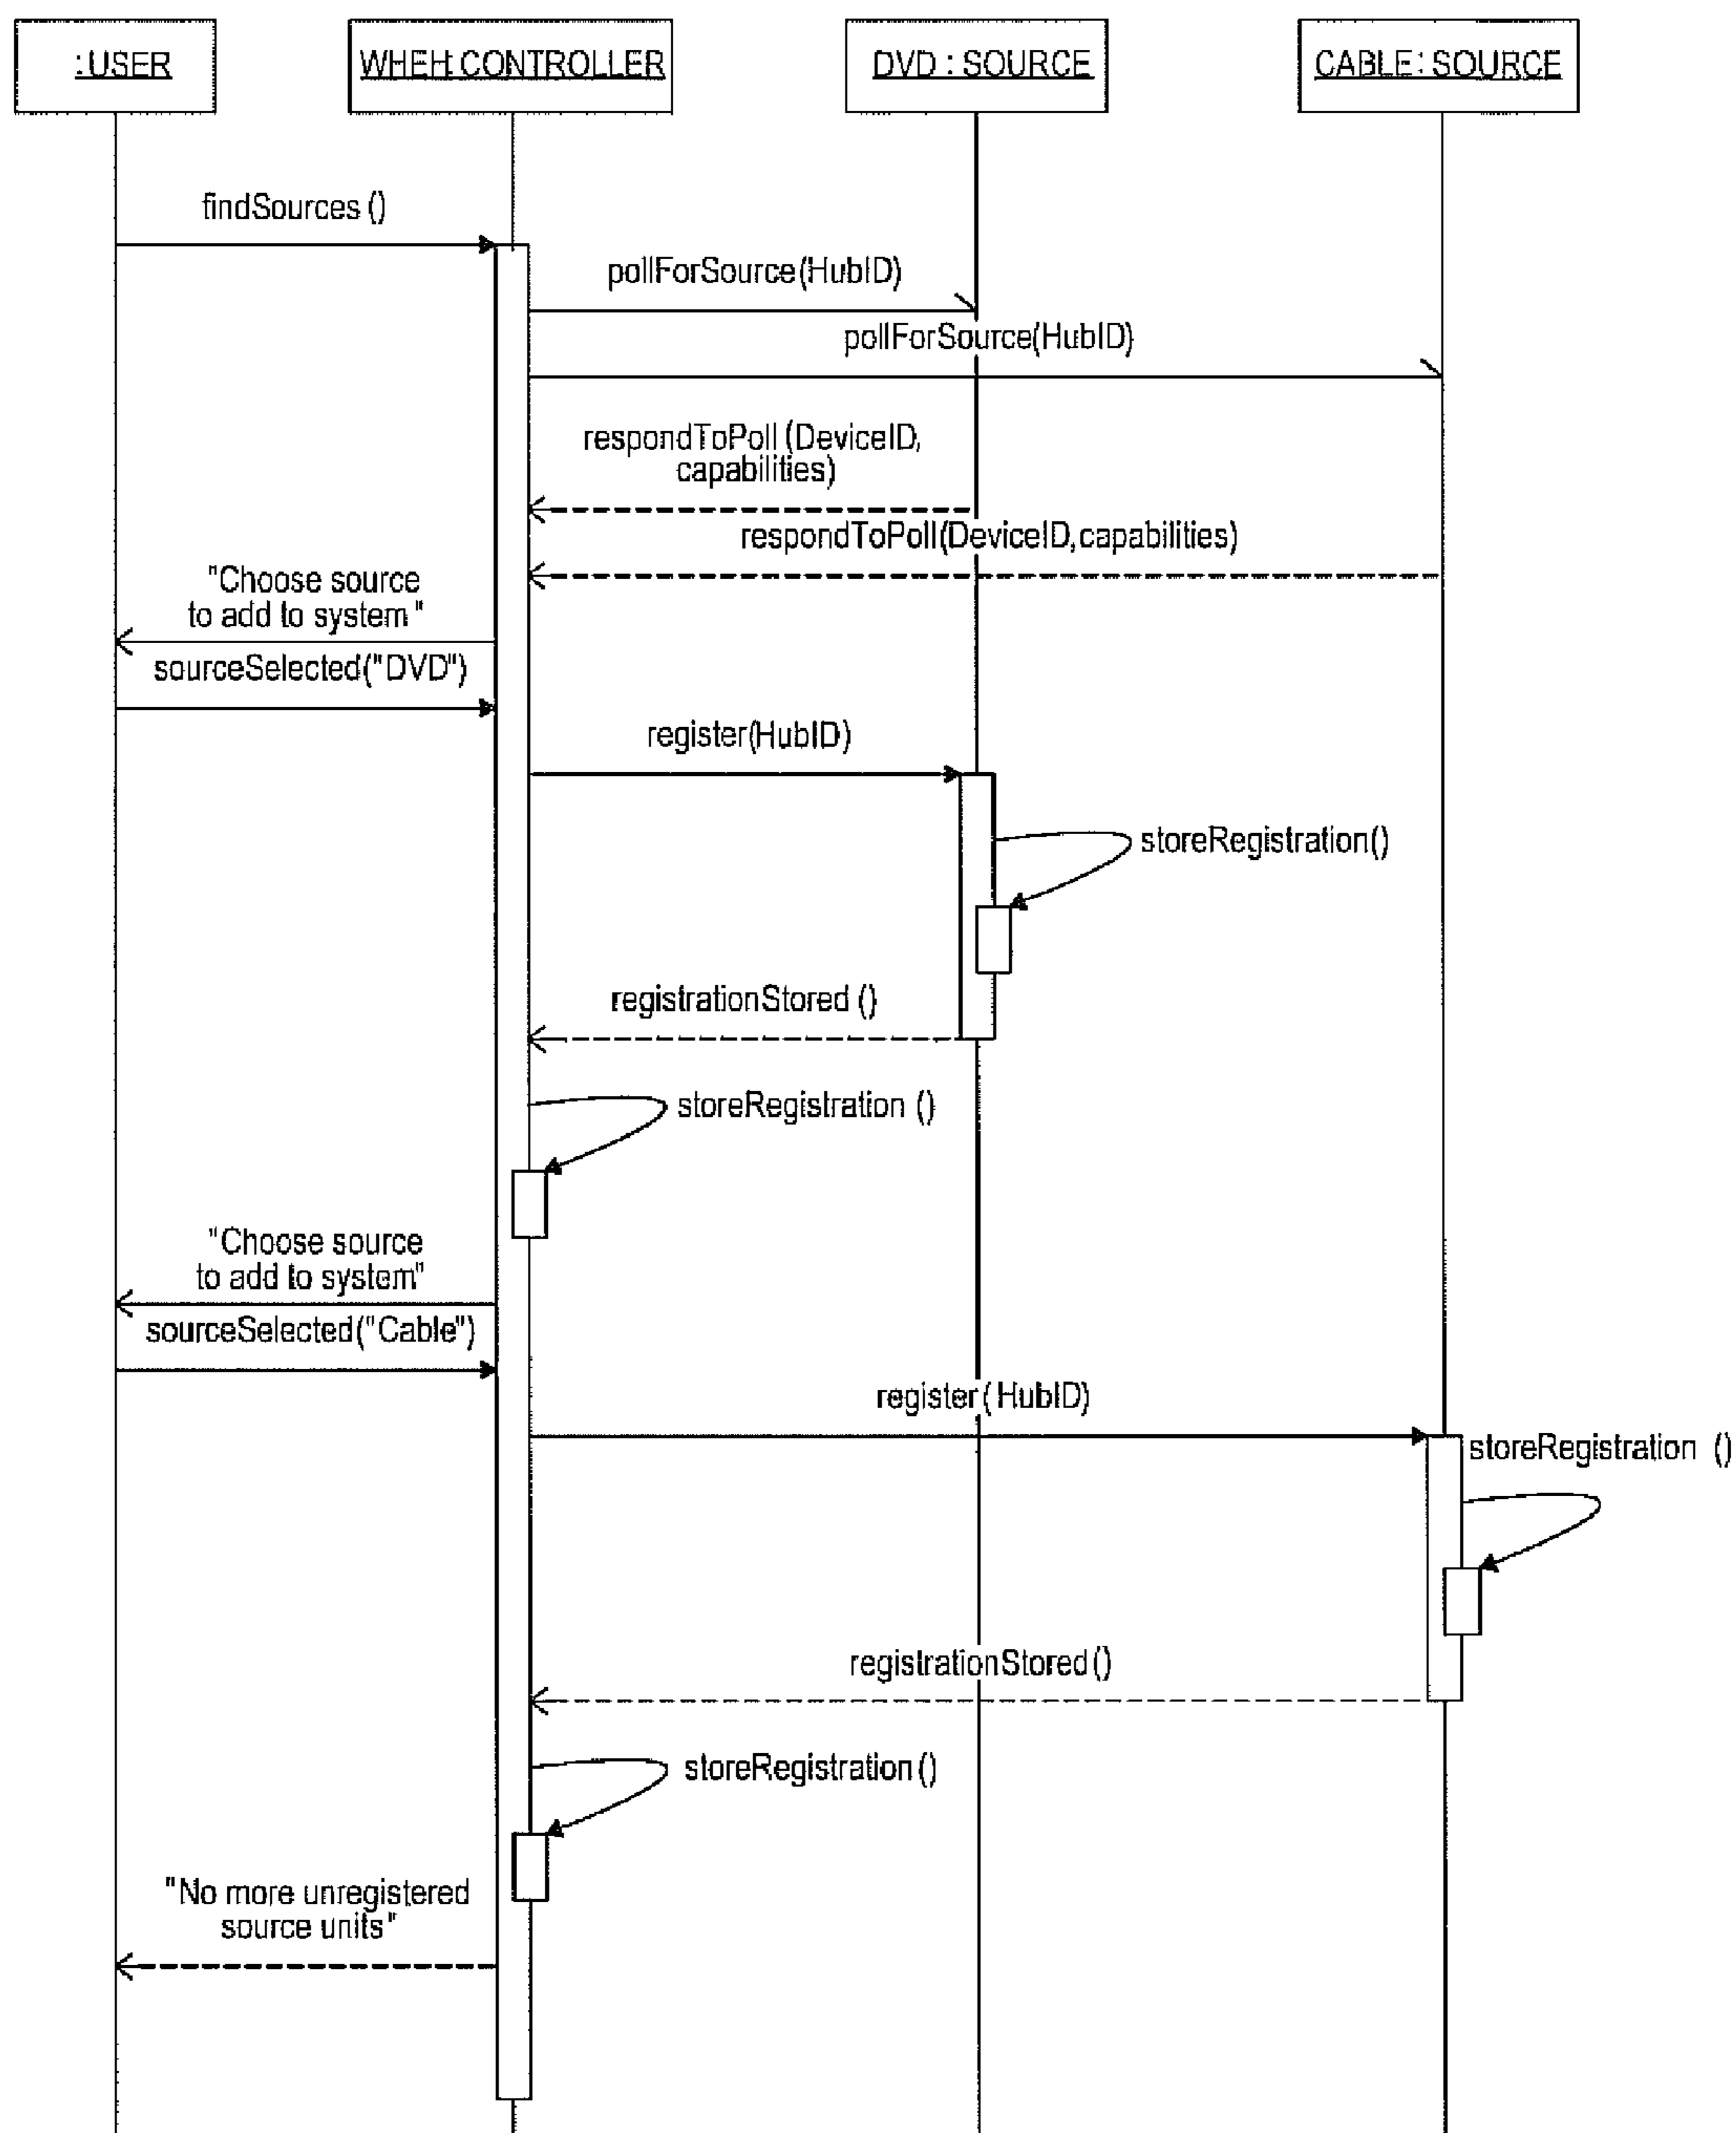 :USER
WHEH:CONTROLLER
DVD : SOURCE
CABLE: SOURCE
findSources ()
pollForSource(HubID)
pollForSource(HubID)
respondToPoll (DeviceID,
capabilities)
respondToPoll(DeviceID,capabilities)
"Choose source
to add to system"
sourceSelected("DVD")
register(HubID)
storeRegistration()
registrationStored ()
storeRegistration ()
"Choose source
to add to system"
sourceSelected("Cable")
register( HubID)
storeRegistration ()
registrationStored ()
storeRegistration ()
"No more unregistered
source units"